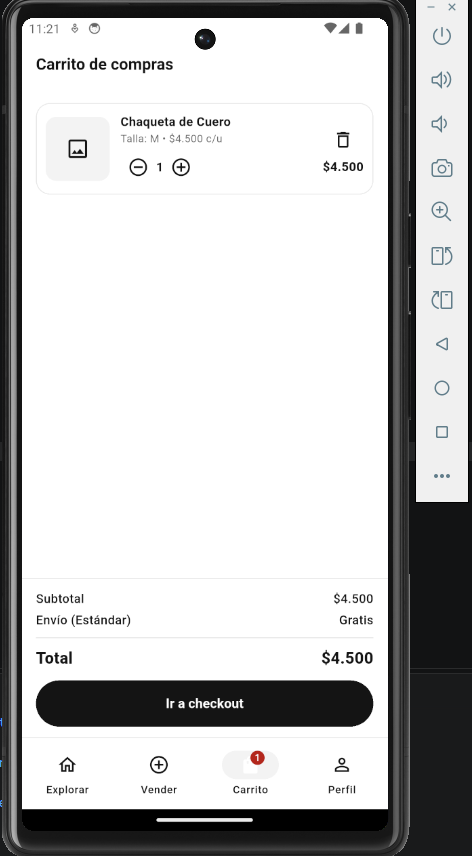 11:21
Carrito de compras
Chaqueta de Cuero
Talla: M • $4.500 c/u
1
$4.500
Subtotal $4.500
Envío (Estándar) Gratis
Total $4.500
Ir a checkout
1
Explorar Vender Carrito Perfil